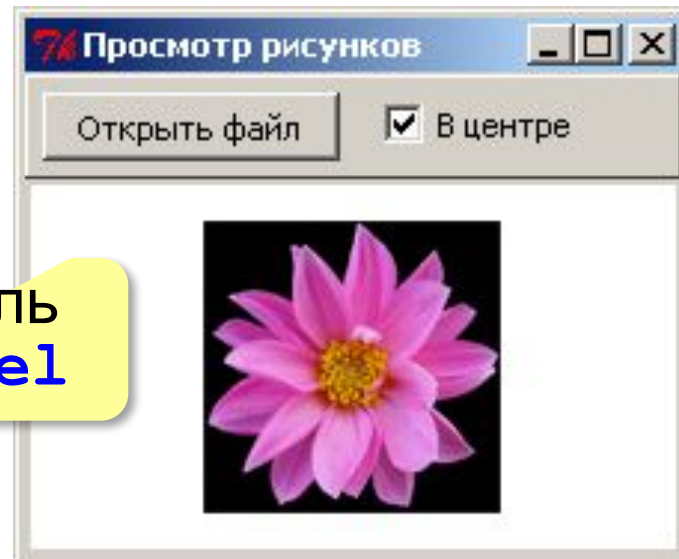 Просмотр рисунков
Открыть файл
В центре
ль
el